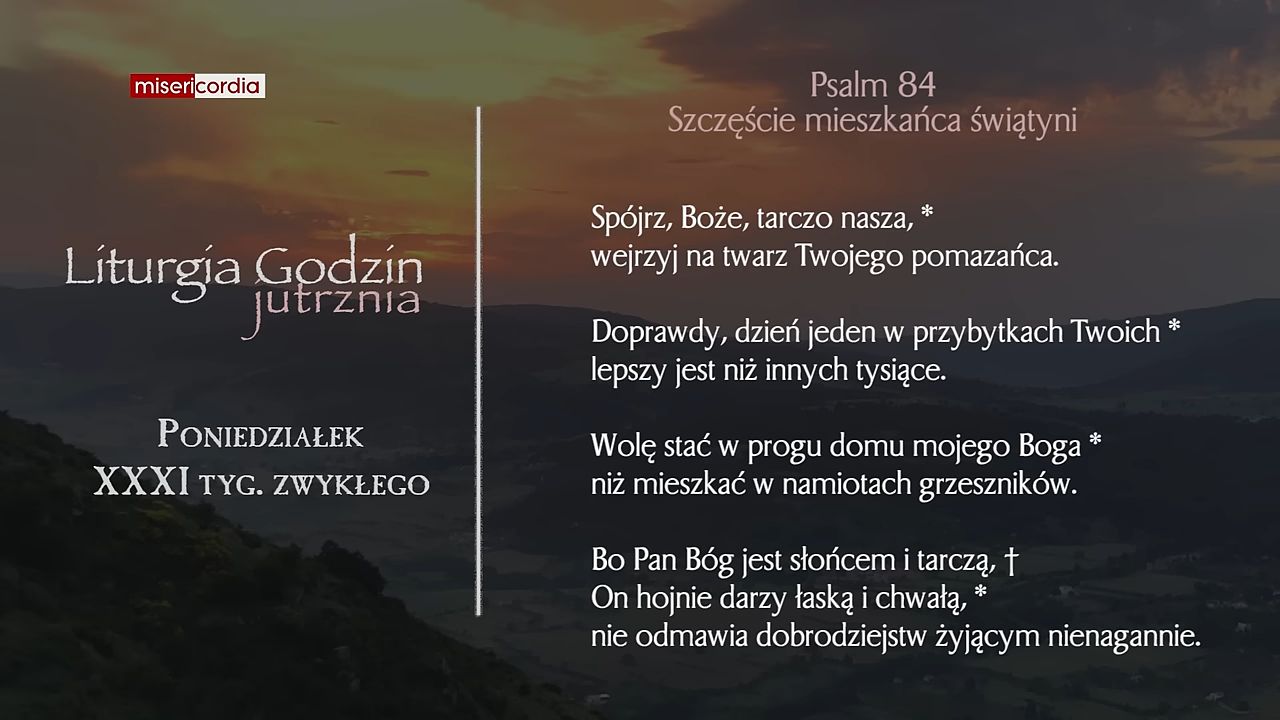 misericordia
Liturgia Godzin
jutrznia
Poniedziałek
XXXI tyg. zwykłego
Psalm 84
Szczęście mieszkańca świątyni
Spójrz, Boże, tarczo nasza, *
wejrzyj na twarz Twojego pomazańca.
Doprawdy, dzień jeden w przybytkach Twoich *
lepszy jest niż innych tysiące.
Wolę stać w progu domu mojego Boga *
niż mieszkać w namiotach grzeszników.
Bo Pan Bóg jest słońcem i tarczą, †
On hojnie darzy łaską i chwałą, *
nie odmawia dobrodziejstw żyjącym nienagannie.